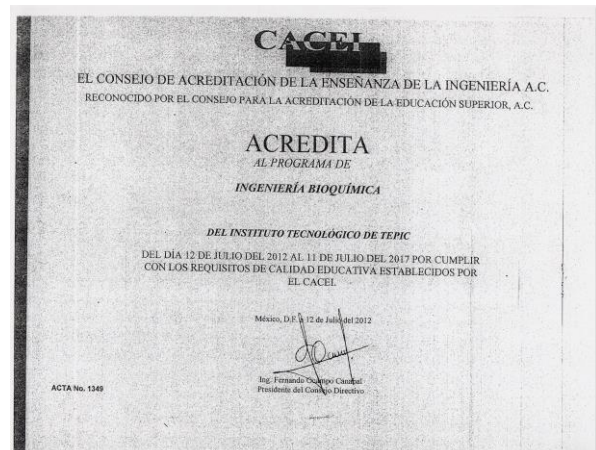 CACEI
EL CONSEJO DE ACREDITACIÓN DE LA ENSEÑANZA DE LA INGENIERÍA A.C.
RECONOCIDO POR EL CONSEJO PARA LA ACREDITACIÓN DE LA EDUCACIÓN SUPERIOR, A.C.
ACREDITA
AL PROGRAMA DE
INGENIERÍA BIOQUÍMICA
DEL INSTITUTO TECNOLÓGICO DE TEPIC
DEL DÍA 12 DE JULIO DEL 2012 AL 11 DE JULIO DEL 2017 POR CUMPLIR
CON LOS REQUISITOS DE CALIDAD EDUCATIVA ESTABLECIDOS POR
EL CACEI.
México, D.F. a 12 de Julio del 2012
Ing. Fernando Ocampo Canabal
Presidente del Consejo Directivo
ACTA No. 1349